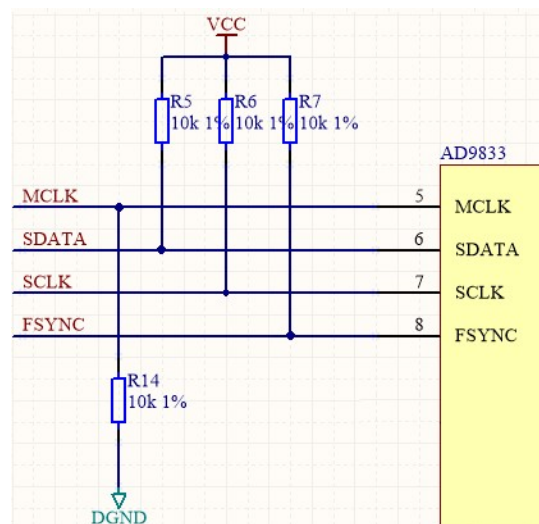 VCC
R5
10k 1%
R6
10k 1%
R7
10k 1%
AD9833
MCLK
5
MCLK
SDATA
6
SDATA
SCLK
7
SCLK
FSYNC
8
FSYNC
R14
10k 1%
DGND